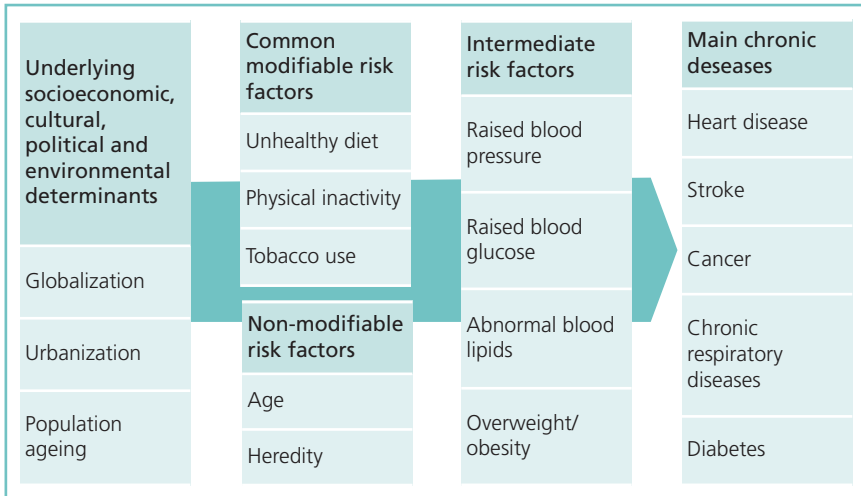 Underlying
socioeconomic,
cultural,
political and
environmental
determinants
Globalization
Urbanization
Population
ageing
Common
modifiable risk
factors
Unhealthy diet
Physical inactivity
Tobacco use
Non-modifiable
risk factors
Age
Heredity
Intermediate
risk factors
Raised blood
pressure
Raised blood
glucose
Abnormal blood
lipids
Overweight/
obesity
Main chronic
deseases
Heart disease
Stroke
Cancer
Chronic
respiratory
diseases
Diabetes